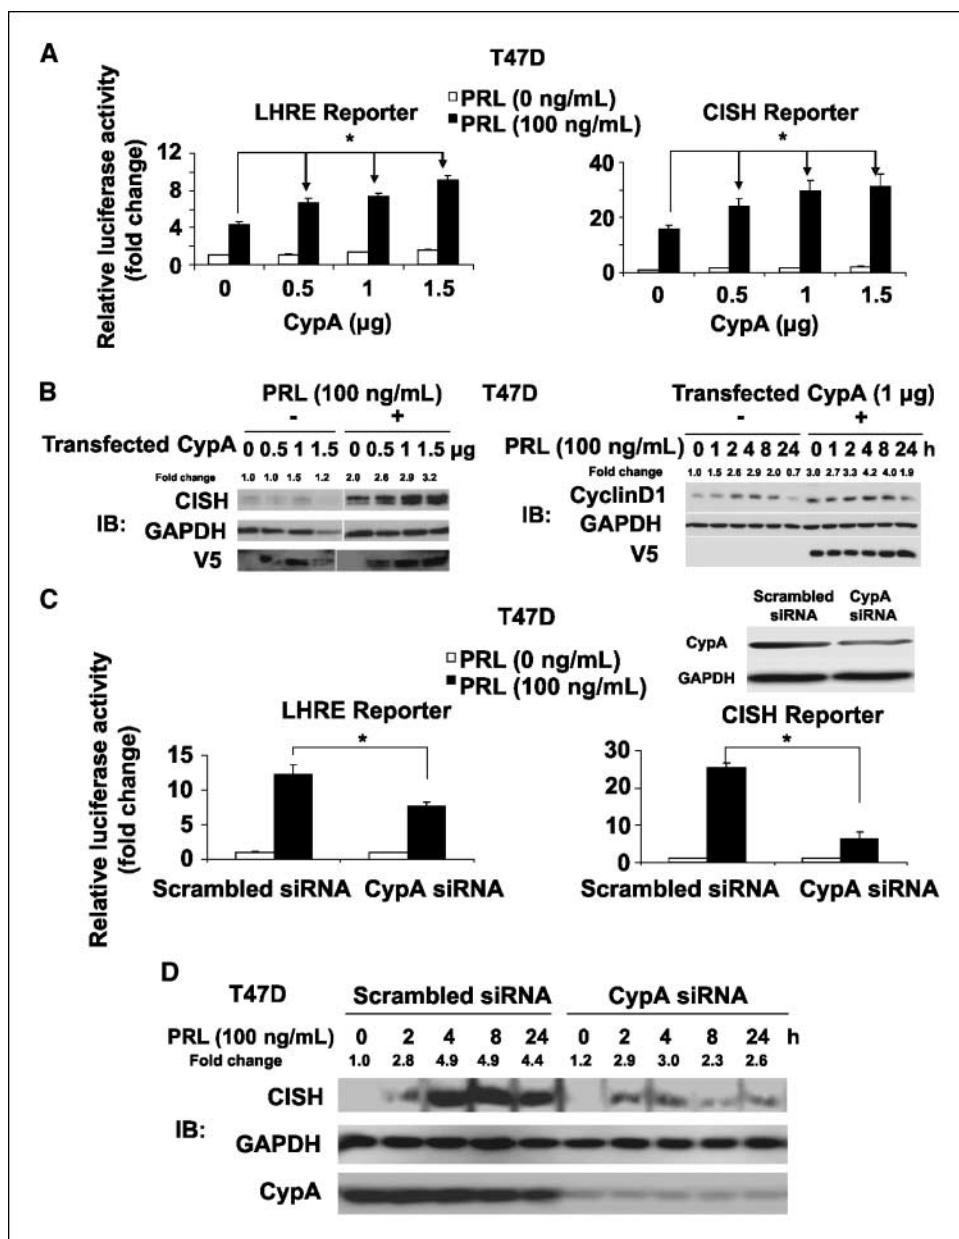 A
T47D
PRL (0 ng/mL)
PRL (100 ng/mL)
LHRE Reporter
CISH Reporter
Relative luciferase activity
(fold change)
*
12
8
4
0
0 0.5 1 1.5
CypA (µg)
*
40
20
0
0 0.5 1 1.5
CypA (µg)
B
PRL (100 ng/mL)
- +
Transfected CypA 0 0.5 1 1.5 0 0.5 1 1.5 µg
Fold change 1.0 1.0 1.5 1.2 2.0 2.6 2.9 3.2
CISH
IB:
GAPDH
V5
T47D
Transfected CypA (1 µg)
- +
PRL (100 ng/mL) 0 1 2 4 8 24 0 1 2 4 8 24 h
Fold change 1.0 1.5 2.6 2.9 2.0 0.7 3.0 2.7 3.3 4.2 4.0 1.9
CyclinD1
IB:
GAPDH
V5
C
T47D
PRL (0 ng/mL)
PRL (100 ng/mL)
Scrambled siRNA
CypA siRNA
CypA
GAPDH
LHRE Reporter
CISH Reporter
Relative luciferase activity
(fold change)
*
15
10
5
0
Scrambled siRNA CypA siRNA
*
30
20
10
0
Scrambled siRNA CypA siRNA
D
T47D
Scrambled siRNA CypA siRNA
PRL (100 ng/mL) 0 2 4 8 24 0 2 4 8 24 h
Fold change 1.0 2.8 4.9 4.9 4.4 1.2 2.9 3.0 2.3 2.6
CISH
IB:
GAPDH
CypA